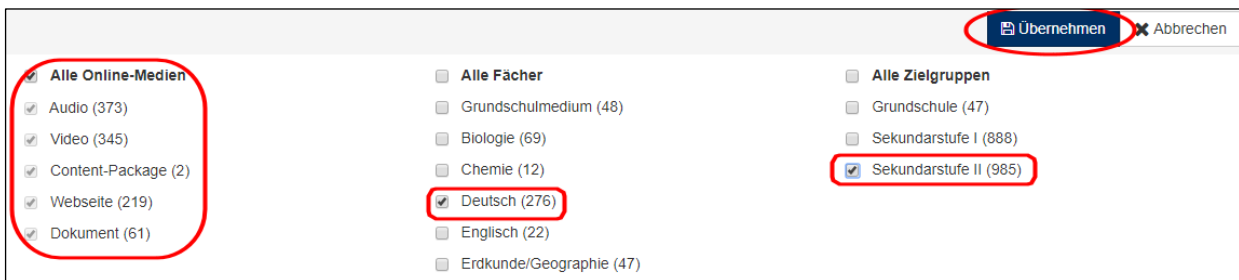 Übernehmen Abbrechen
Alle Online-Medien
Audio (373)
Video (345)
Content-Package (2)
Webseite (219)
Dokument (61)
Alle Fächer
Grundschulmedium (48)
Biologie (69)
Chemie (12)
Deutsch (276)
Englisch (22)
Erdkunde/Geographie (47)
Alle Zielgruppen
Grundschule (47)
Sekundarstufe I (888)
Sekundarstufe II (985)